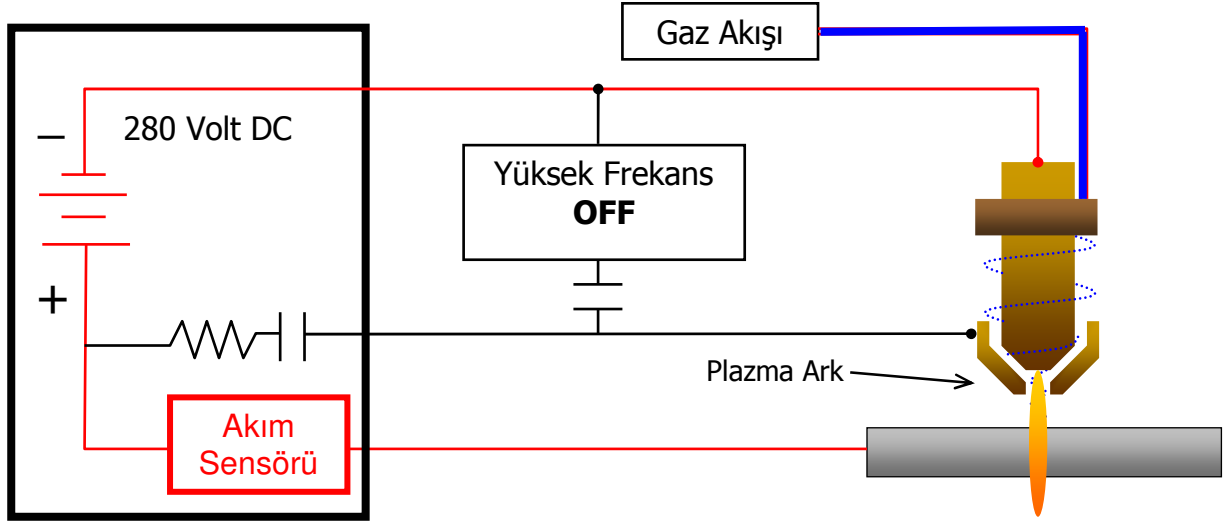 Gaz Akışı
280 Volt DC
–
+
Yüksek Frekans
OFF
Plazma Ark
Akım
Sensörü